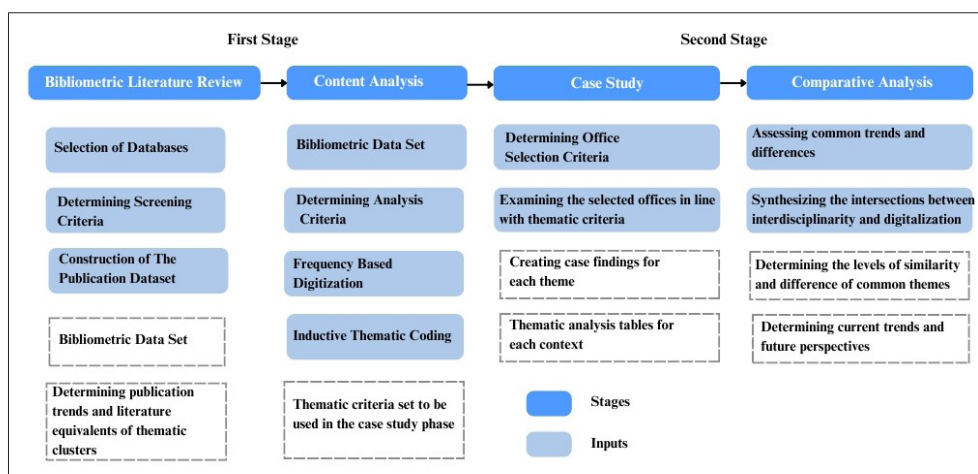 First Stage
Second Stage
Bibliometric Literature Review
Content Analysis
Case Study
Comparative Analysis
Selection of Databases
Determining Screening
Criteria
Construction of The
Publication Dataset
Bibliometric Data Set
Determining publication
trends and literature
equivalents of thematic
clusters
Bibliometric Data Set
Determining Analysis
Criteria
Frequency Based
Digitization
Inductive Thematic Coding
Thematic criteria set to be
used in the case study phase
Determining Office
Selection Criteria
Examining the selected offices in line
with thematic criteria
Creating case findings for
each theme
Thematic analysis tables for
each context
Assessing common trends and
differences
Synthesizing the intersections between
interdisciplinarity and digitalization
Determining the levels of similarity
and difference of common themes
Determining current trends and
future perspectives
Stages
Inputs